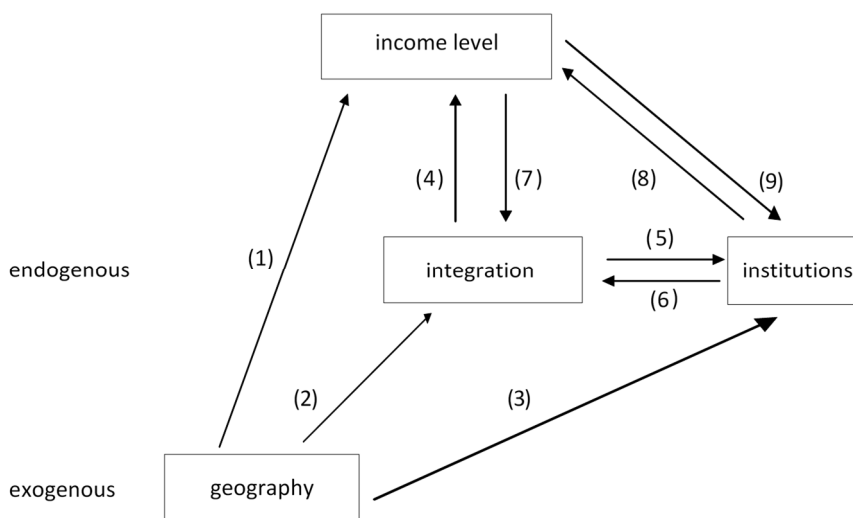 income level
(4)
(7)
(8)
(9)
endogenous
(1)
integration
(5)
(6)
institutions
(2)
(3)
exogenous
geography